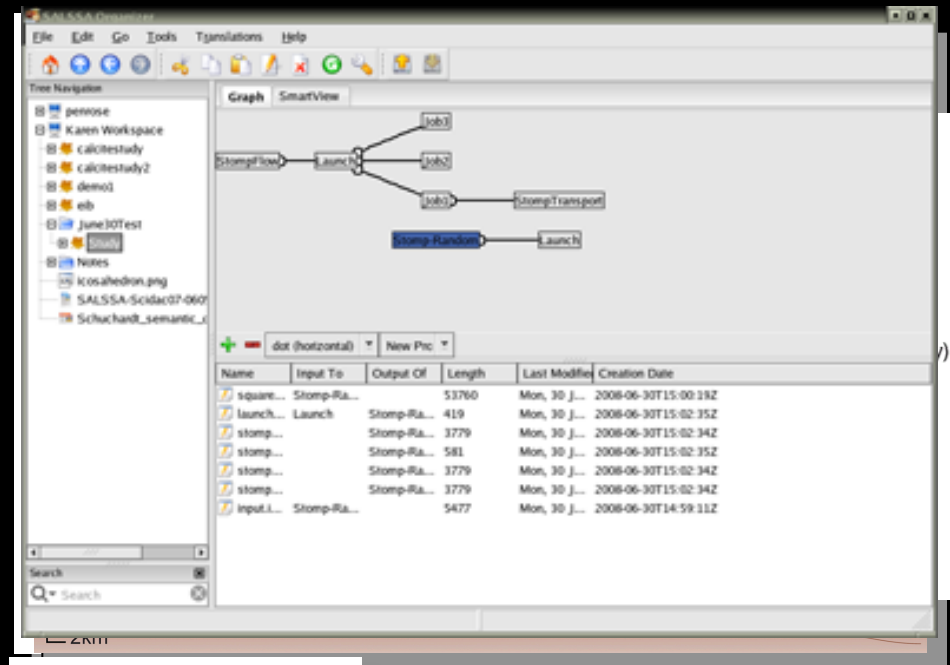 SALSSA Organizer
File Edit Go Tools Translations Help
Tree Navigation
penrose
Karen Workspace
calcitestudy
calcitestudy2
demo1
eib
June30Test
Study
Notes
icosahedron.png
SALSSA-Scidac07-060
Schuchardt_semantic_c
Search
Search
Graph SmartView
Job3
StompFlow Launch Job2
Job1 StompTransport
Stomp-Random Launch
dot (horizontal) New Prc
Name Input To Output Of Length Last Modified Creation Date
square... Stomp-Ra... 53760 Mon, 30 J... 2008-06-30T15:00:19Z
launch... Launch Stomp-Ra... 419 Mon, 30 J... 2008-06-30T15:02:35Z
stomp... Stomp-Ra... 3779 Mon, 30 J... 2008-06-30T15:02:34Z
stomp... Stomp-Ra... 581 Mon, 30 J... 2008-06-30T15:02:35Z
stomp... Stomp-Ra... 3779 Mon, 30 J... 2008-06-30T15:02:34Z
stomp... Stomp-Ra... 3779 Mon, 30 J... 2008-06-30T15:02:34Z
input.i... Stomp-Ra... 5477 Mon, 30 J... 2008-06-30T14:59:11Z
y)
2km